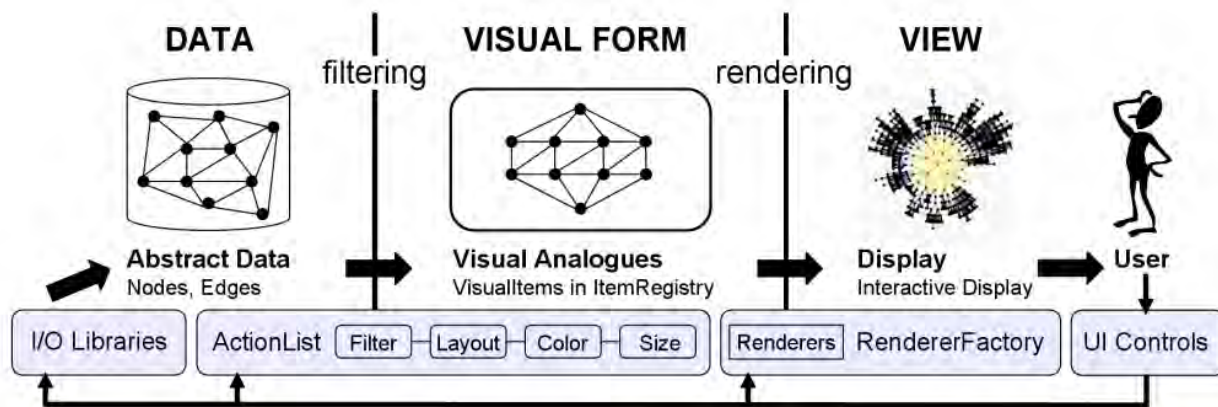 DATA
VISUAL FORM
VIEW
filtering
rendering
Abstract Data
Nodes, Edges
Visual Analogues
VisualItems in ItemRegistry
Display
Interactive Display
User
I/O Libraries
ActionList Filter Layout Color Size
Renderers RendererFactory
UI Controls